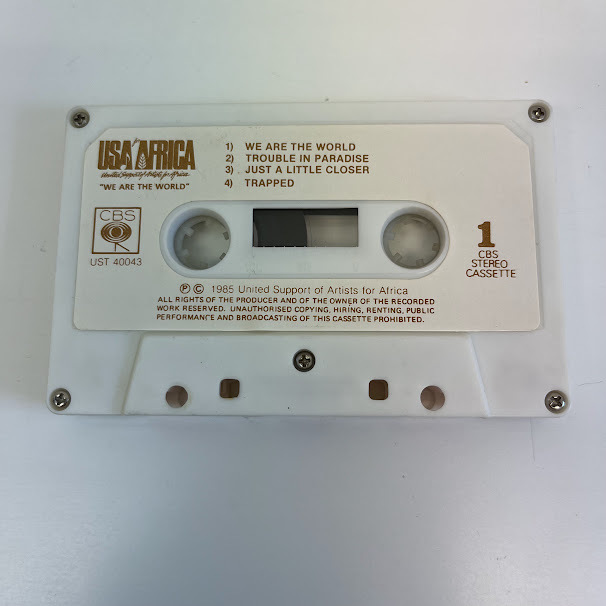 USA AFRICA
United Support of Artists for Africa
"WE ARE THE WORLD"
1) WE ARE THE WORLD
2) TROUBLE IN PARADISE
3) JUST A LITTLE CLOSER
4) TRAPPED
CBS
UST 40043
1
CBS
STEREO
CASSETTE
Ⓟ © 1985 United Support of Artists for Africa
ALL RIGHTS OF THE PRODUCER AND OF THE OWNER OF THE RECORDED
WORK RESERVED. UNAUTHORISED COPYING, HIRING, RENTING, PUBLIC
PERFORMANCE AND BROADCASTING OF THIS CASSETTE PROHIBITED.